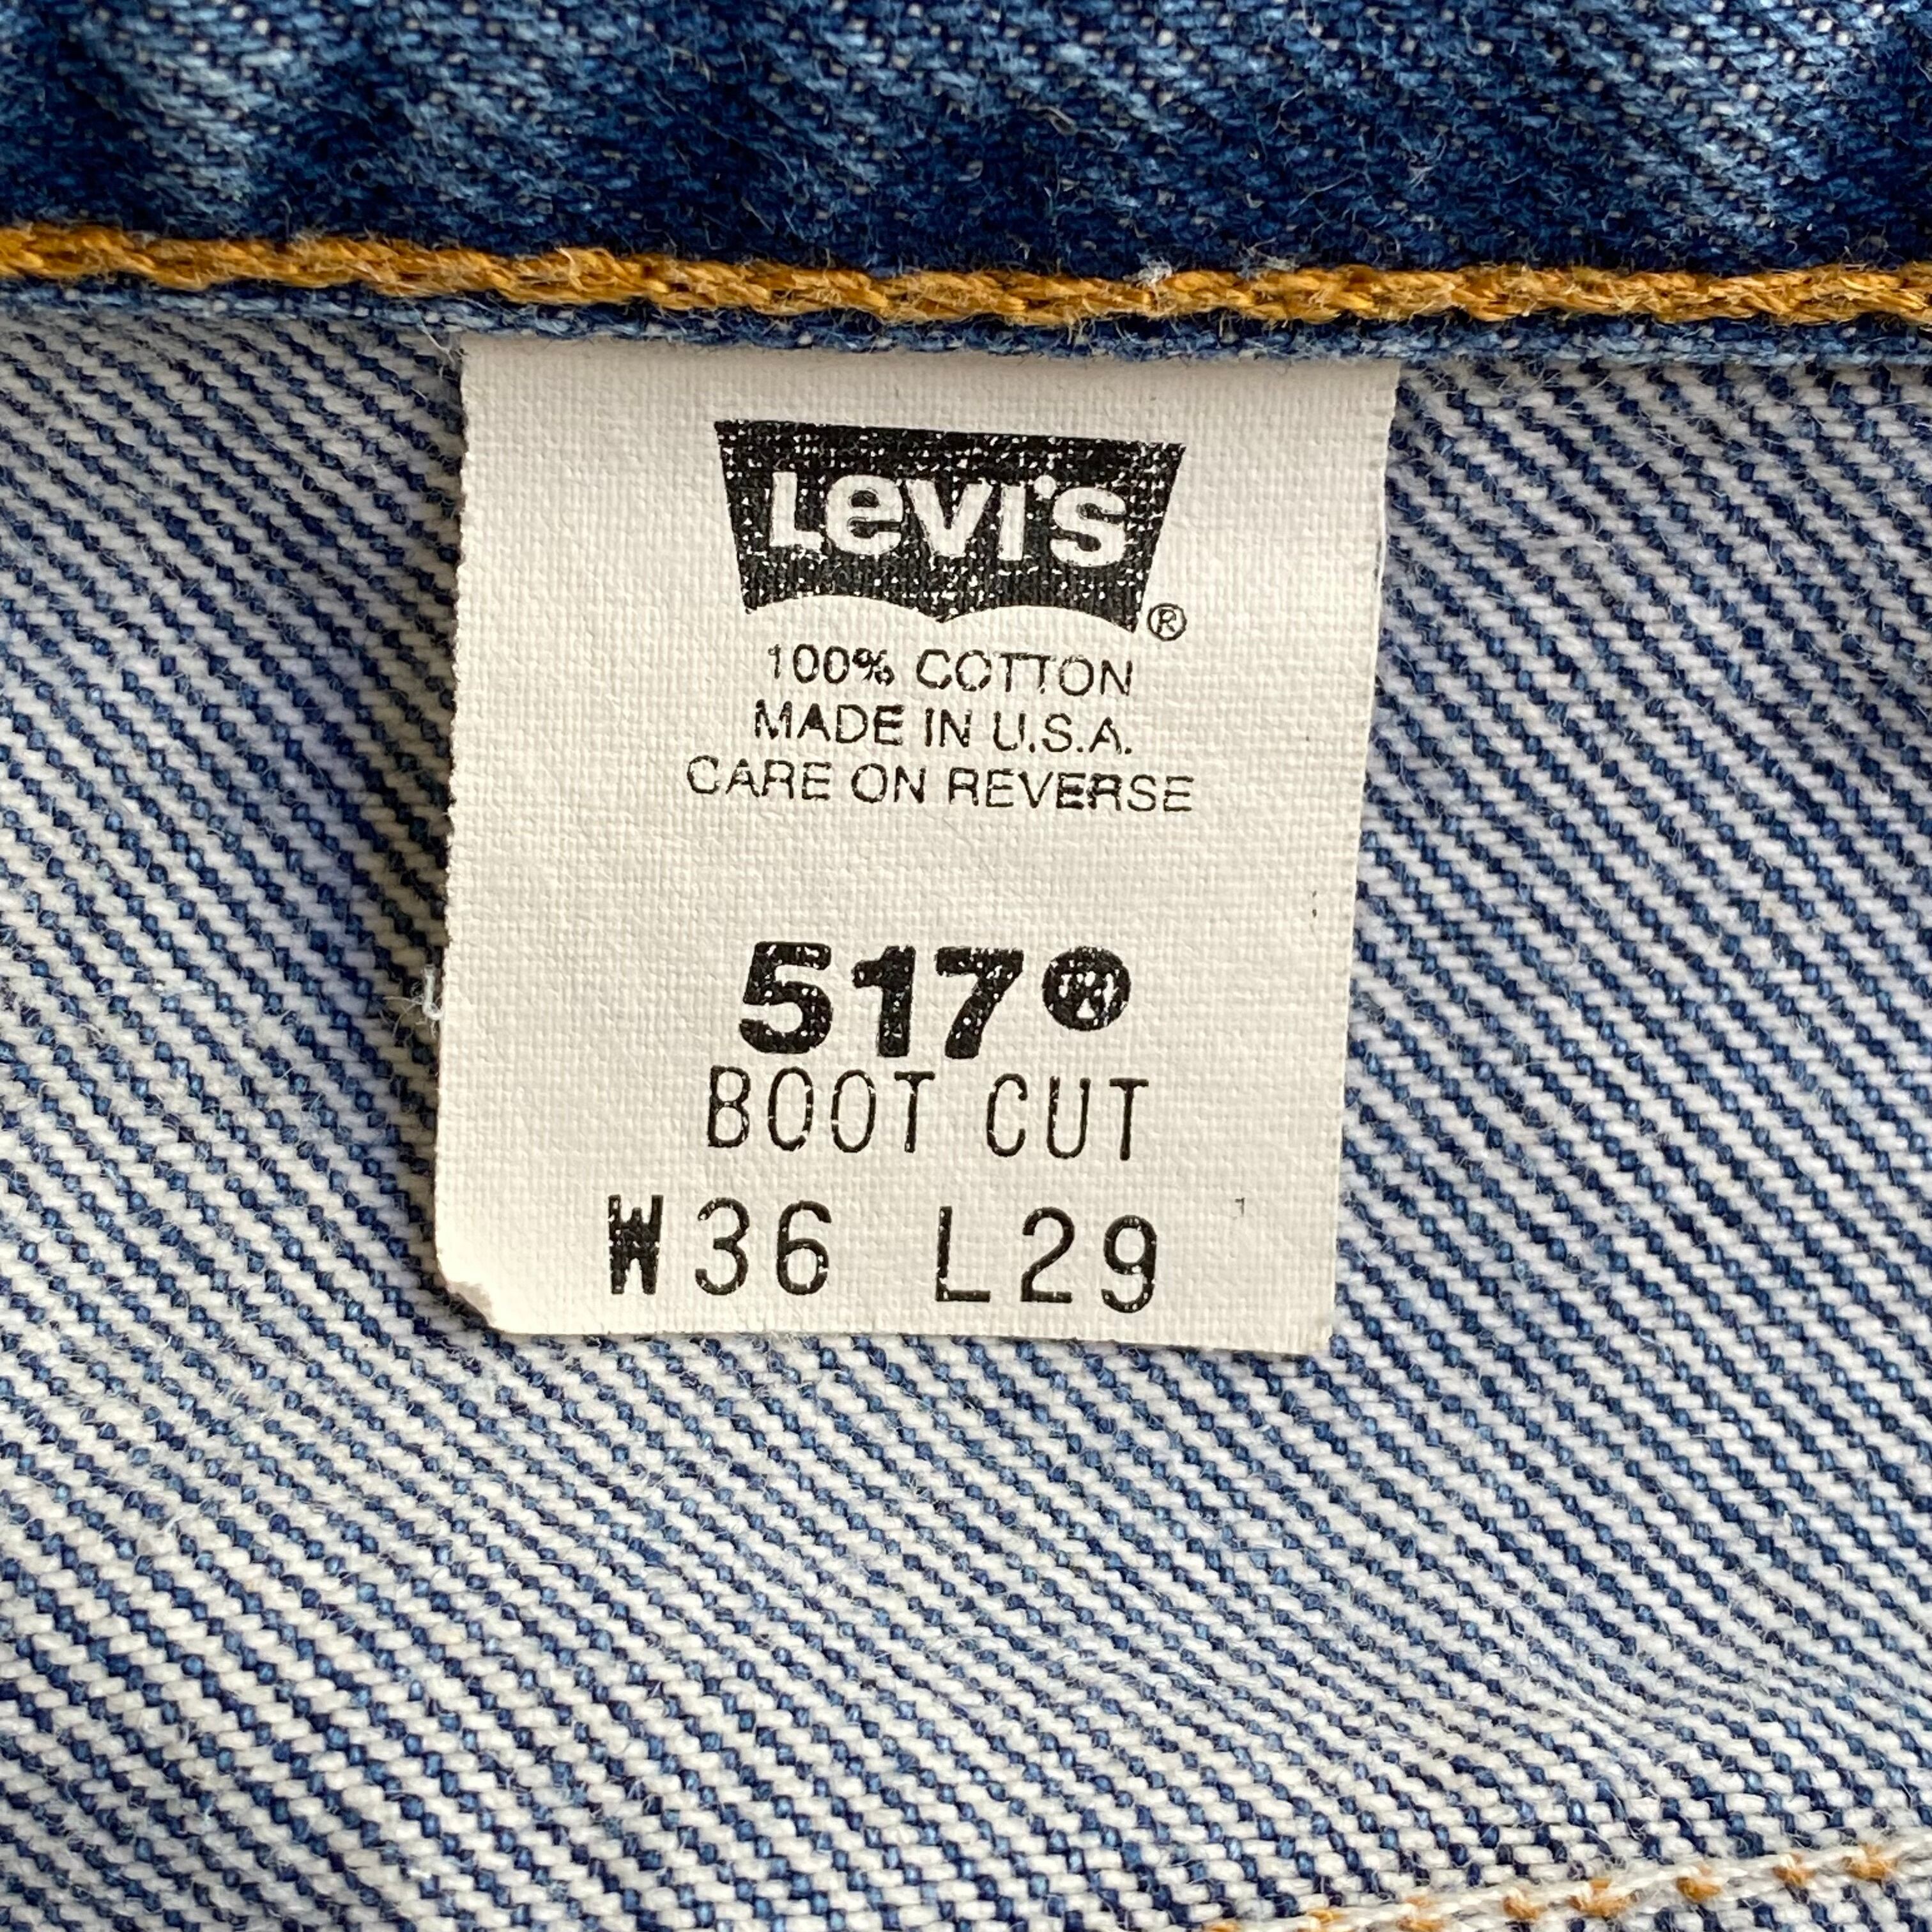 Levi's ®
100% COTTON
MADE IN U.S.A.
CARE ON REVERSE
517®
BOOT CUT
W36 L29